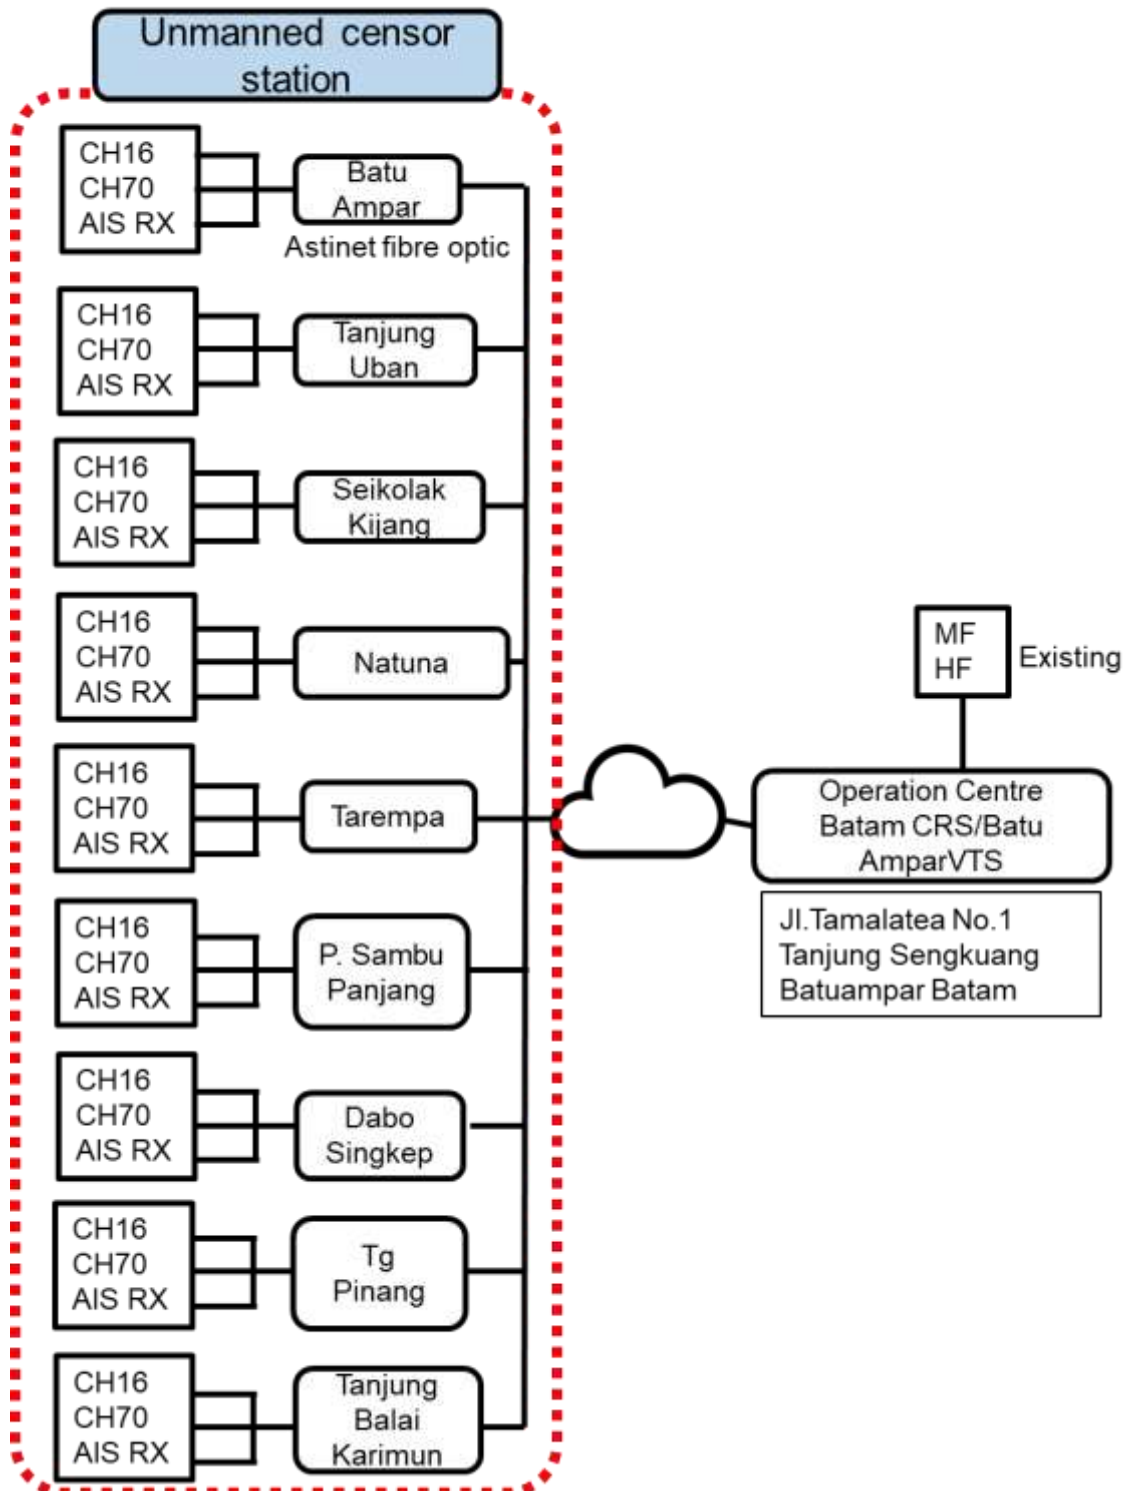 Unmanned censor
station
CH16
CH70
AIS RX
Batu
Ampar
Astinet fibre optic
CH16
CH70
AIS RX
Tanjung
Uban
CH16
CH70
AIS RX
Seikolak
Kijang
CH16
CH70
AIS RX
Natuna
CH16
CH70
AIS RX
Tarempa
CH16
CH70
AIS RX
P. Sambu
Panjang
CH16
CH70
AIS RX
Dabo
Singkep
CH16
CH70
AIS RX
Tg
Pinang
CH16
CH70
AIS RX
Tanjung
Balai
Karimun
MF
HF
Existing
Operation Centre
Batam CRS/Batu
AmparVTS
Jl.Tamalatea No.1
Tanjung Sengkuang
Batuampar Batam